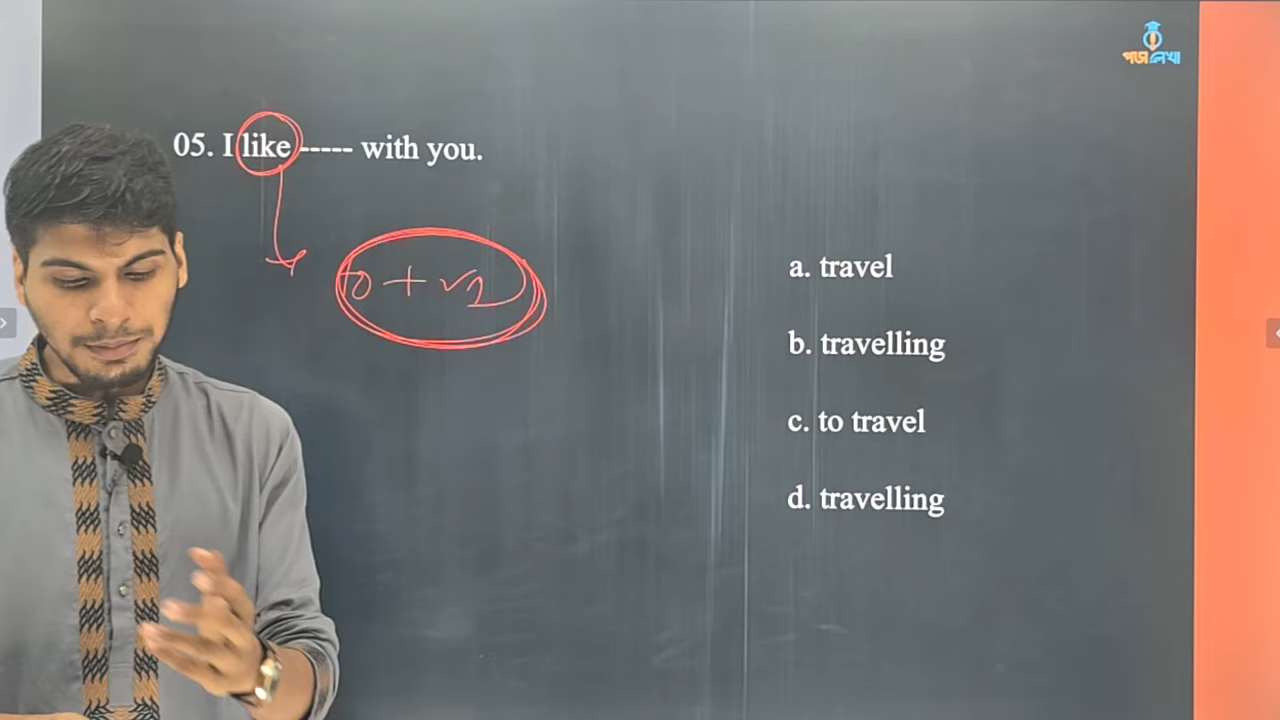 পড়ালেখা
05. I like ----- with you.
to + v1
a. travel
b. travelling
c. to travel
d. travelling